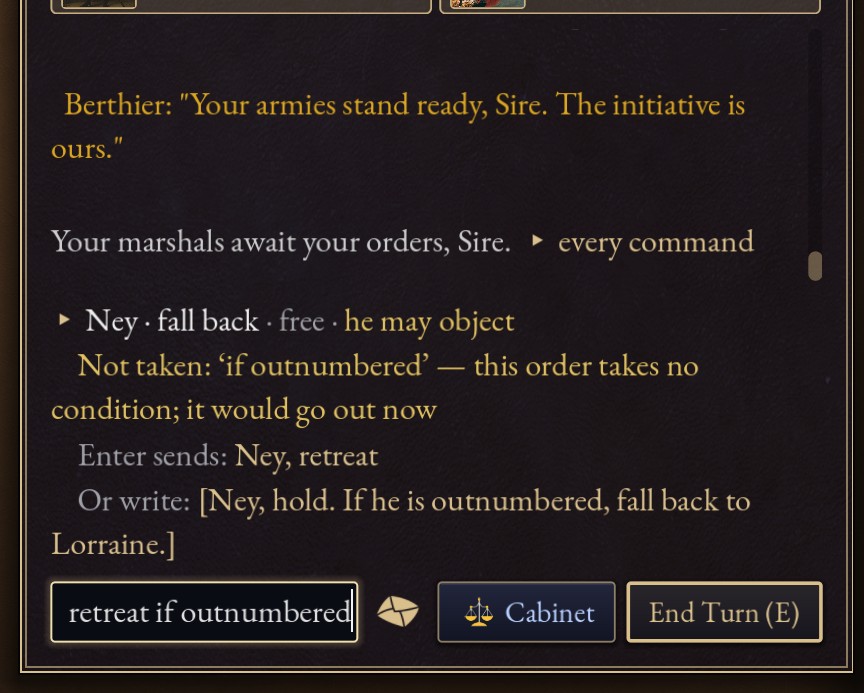 Berthier: "Your armies stand ready, Sire. The initiative is
ours."
Your marshals await your orders, Sire. ▸ every command
▸ Ney · fall back · free · he may object
Not taken: ‘if outnumbered’ — this order takes no
condition; it would go out now
Enter sends: Ney, retreat
Or write: [Ney, hold. If he is outnumbered, fall back to
Lorraine.]
retreat if outnumbered
Cabinet
End Turn (E)